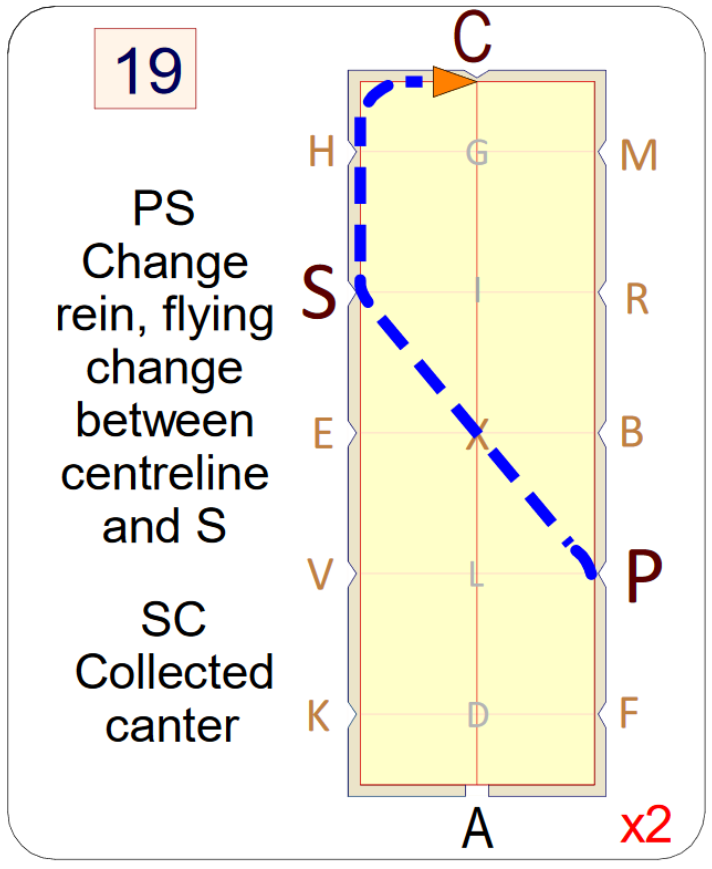 19
PS
Change
rein, flying
change
between
centreline
and S
SC
Collected
canter
C
H G M
S I R
E X B
V L P
K D F
A
x2